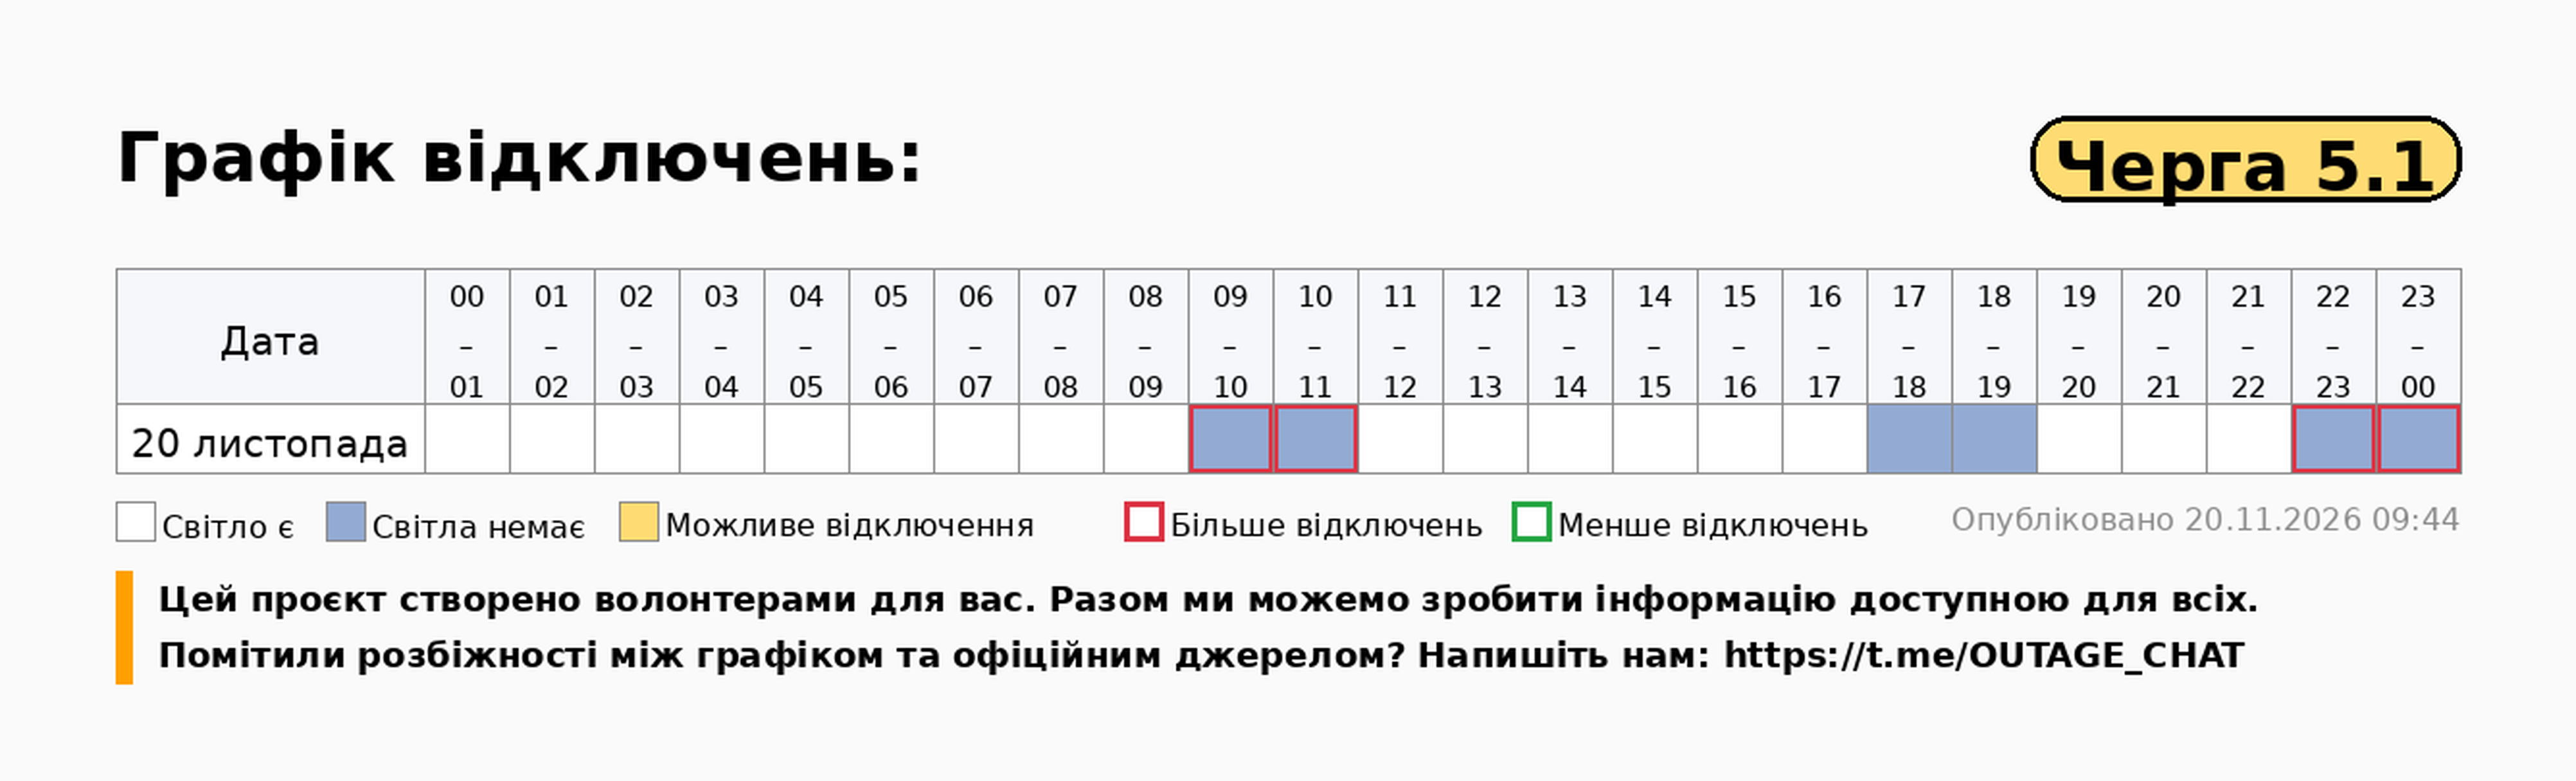 Графік відключень:
Черга 5.1
Дата
00 – 01
01 – 02
02 – 03
03 – 04
04 – 05
05 – 06
06 – 07
07 – 08
08 – 09
09 – 10
10 – 11
11 – 12
12 – 13
13 – 14
14 – 15
15 – 16
16 – 17
17 – 18
18 – 19
19 – 20
20 – 21
21 – 22
22 – 23
23 – 00
20 листопада
Світло є
Світла немає
Можливе відключення
Більше відключень
Менше відключень
Опубліковано 20.11.2026 09:44
Цей проєкт створено волонтерами для вас. Разом ми можемо зробити інформацію доступною для всіх.
Помітили розбіжності між графіком та офіційним джерелом? Напишіть нам: https://t.me/OUTAGE_CHAT